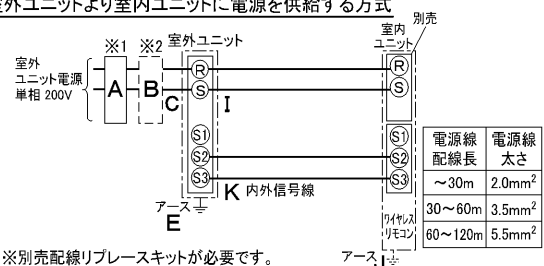 室外ユニットより室内ユニットに電源を供給する方式
※1
※2
室外ユニット
室内
ユニット
別売
室外
ユニット電源
単相 200V
A
B
C
I
R
S
S1
S2
S3
R
S
S1
S2
S3
K 内外信号線
アース
E
ワイヤレス
リモコン
アース
電源線
配線長
電源線
太さ
～30m 2.0mm²
30～60m 3.5mm²
60～120m 5.5mm²
※別売配線リプレースキットが必要です。